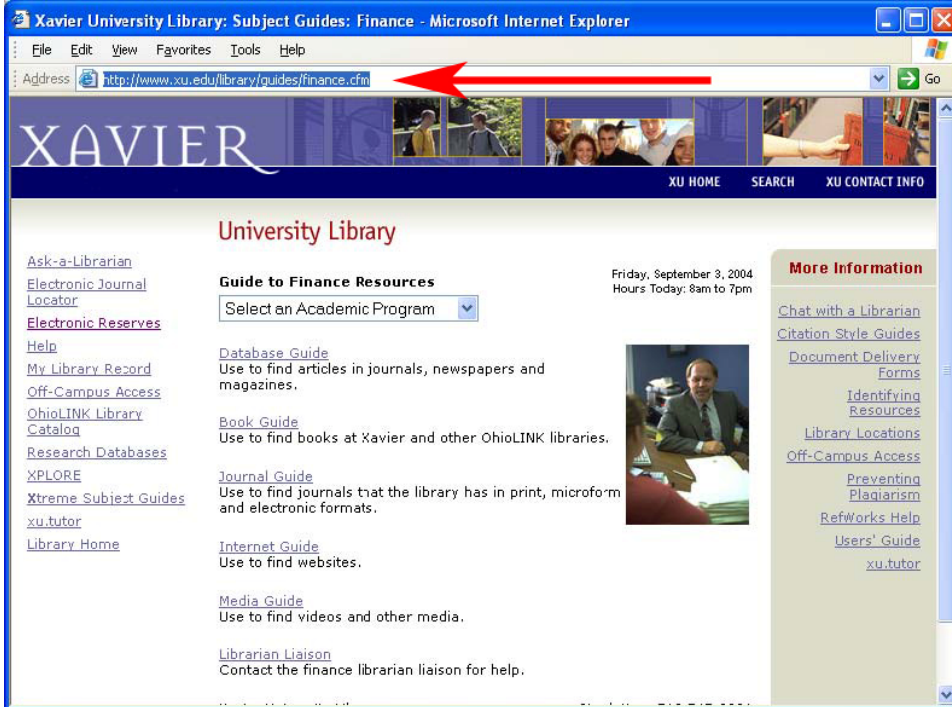 Xavier University Library: Subject Guides: Finance - Microsoft Internet Explorer
File Edit View Favorites Tools Help
Address http://www.xu.edu/library/guides/finance.cfm Go
XAVIER
XU HOME SEARCH XU CONTACT INFO
University Library
Ask-a-Librarian
Electronic Journal
Locator
Electronic Reserves
Help
My Library Record
Off-Campus Access
OhioLINK Library
Catalog
Research Databases
XPLORE
Xtreme Subject Guides
xu.tutor
Library Home
Guide to Finance Resources
Select an Academic Program
Friday, September 3, 2004
Hours Today: 8am to 7pm
Database Guide
Use to find articles in journals, newspapers and
magazines.
Book Guide
Use to find books at Xavier and other OhioLINK libraries.
Journal Guide
Use to find journals that the library has in print, microform
and electronic formats.
Internet Guide
Use to find websites.
Media Guide
Use to find videos and other media.
Librarian Liaison
Contact the finance librarian liaison for help.
More Information
Chat with a Librarian
Citation Style Guides
Document Delivery
Forms
Identifying
Resources
Library Locations
Off-Campus Access
Preventing
Plagiarism
RefWorks Help
Users' Guide
xu.tutor